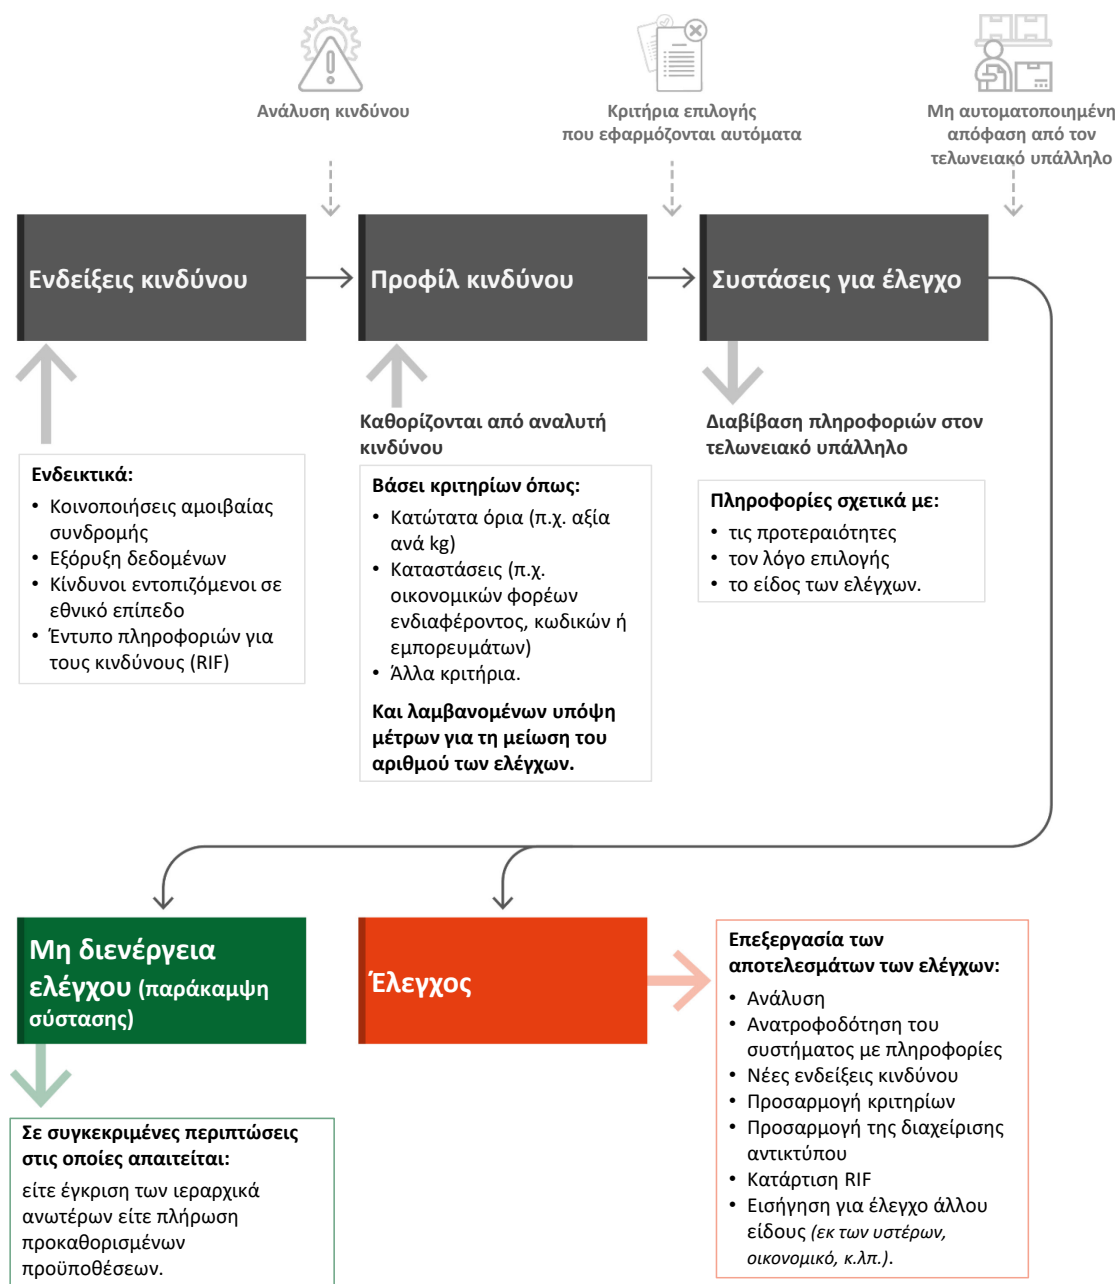 Ανάλυση κινδύνου
Κριτήρια επιλογής
που εφαρμόζονται αυτόματα
Μη αυτοματοποιημένη
απόφαση από τον
τελωνειακό υπάλληλο
Ενδείξεις κινδύνου
Προφίλ κινδύνου
Συστάσεις για έλεγχο
Ενδεικτικά:
• Κοινοποιήσεις αμοιβαίας
συνδρομής
• Εξόρυξη δεδομένων
• Κίνδυνοι εντοπιζόμενοι σε
εθνικό επίπεδο
• Έντυπο πληροφοριών για
τους κινδύνους (RIF)
Καθορίζονται από αναλυτή
κινδύνου
Βάσει κριτηρίων όπως:
• Κατώτατα όρια (π.χ. αξία
ανά kg)
• Καταστάσεις (π.χ.
οικονομικών φορέων
ενδιαφέροντος, κωδικών ή
εμπορευμάτων)
• Άλλα κριτήρια.
Και λαμβανομένων υπόψη
μέτρων για τη μείωση του
αριθμού των ελέγχων.
Διαβίβαση πληροφοριών στον
τελωνειακό υπάλληλο
Πληροφορίες σχετικά με:
• τις προτεραιότητες
• τον λόγο επιλογής
• το είδος των ελέγχων.
Μη διενέργεια
ελέγχου (παράκαμψη
σύστασης)
Έλεγχος
Επεξεργασία των
αποτελεσμάτων των ελέγχων:
• Ανάλυση
• Ανατροφοδότηση του
συστήματος με πληροφορίες
• Νέες ενδείξεις κινδύνου
• Προσαρμογή κριτηρίων
• Προσαρμογή της διαχείρισης
αντικτύπου
• Κατάρτιση RIF
• Εισήγηση για έλεγχο άλλου
είδους (εκ των υστέρων,
οικονομικό, κ.λπ.).
Σε συγκεκριμένες περιπτώσεις
στις οποίες απαιτείται:
είτε έγκριση των ιεραρχικά
ανωτέρων είτε πλήρωση
προκαθορισμένων
προϋποθέσεων.